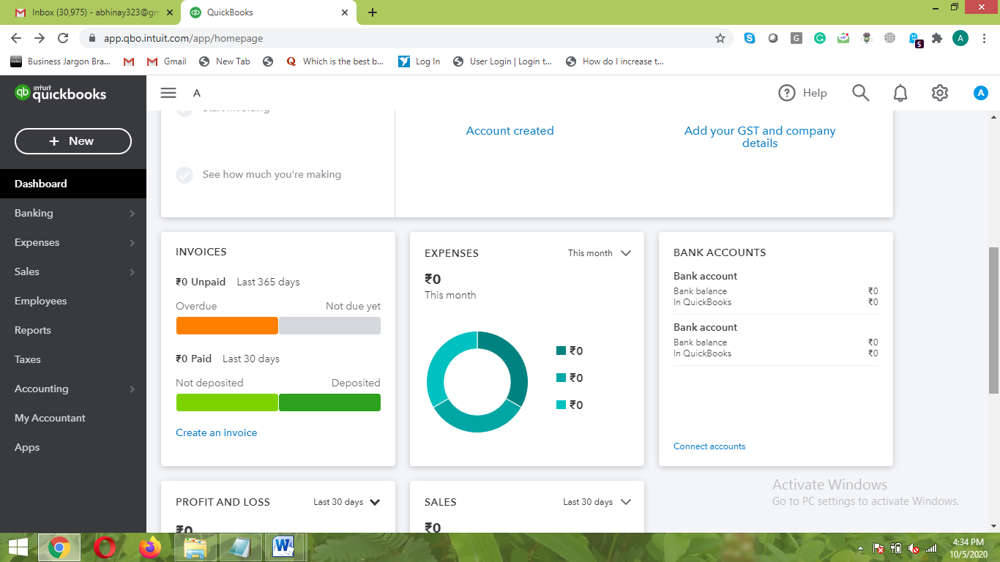 Inbox (30,975) - abhinay323@gm
QuickBooks
app.qbo.intuit.com/app/homepage
G
5
A
Business Jargon Bra...
Gmail
New Tab
Which is the best b...
Log In
User Login | Login t...
How do I increase t...
intuit
quickbooks
A
Help
A
+ New
Dashboard
Banking
Expenses
Sales
Employees
Reports
Taxes
Accounting
My Accountant
Apps
Start invoicing
See how much you're making
Account created
Add your GST and company
details
INVOICES
₹0 Unpaid Last 365 days
Overdue Not due yet
₹0 Paid Last 30 days
Not deposited Deposited
Create an invoice
EXPENSES This month
₹0
This month
₹0
₹0
₹0
BANK ACCOUNTS
Bank account
Bank balance ₹0
In QuickBooks ₹0
Bank account
Bank balance ₹0
In QuickBooks ₹0
Connect accounts
PROFIT AND LOSS Last 30 days
₹0
SALES Last 30 days
₹0
Activate Windows
Go to PC settings to activate Windows.
4:34 PM
10/5/2020